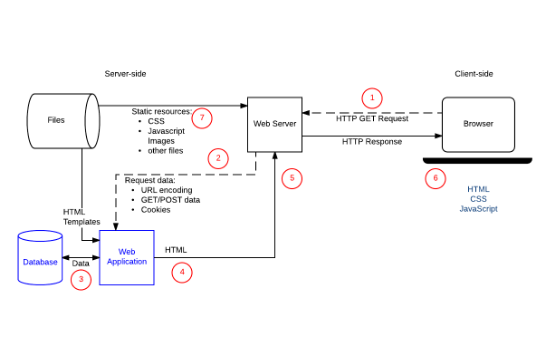 Server-side
Client-side
Static resources:
• CSS
• Javascript
Images
• other files
7
1
Files
Web Server
HTTP GET Request
Browser
HTTP Response
2
Request data:
• URL encoding
• GET/POST data
• Cookies
5
6
HTML
CSS
JavaScript
HTML
Templates
Database
Data
3
Web
Application
HTML
4